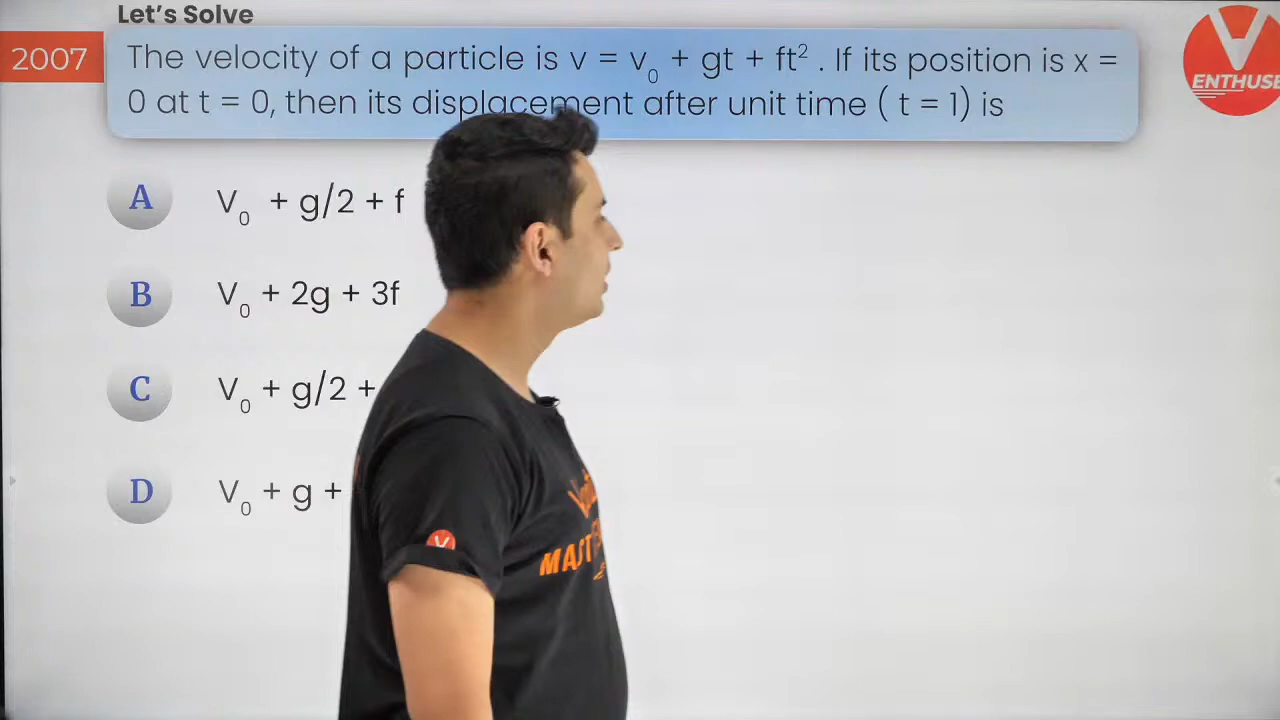 Let's Solve
2007
The velocity of a particle is v = v₀ + gt + ft² . If its position is x =
0 at t = 0, then its displacement after unit time ( t = 1) is
A V₀ + g/2 + f
B V₀ + 2g + 3f
C V₀ + g/2 +
D V₀ + g +
V
ENTHUSE
V